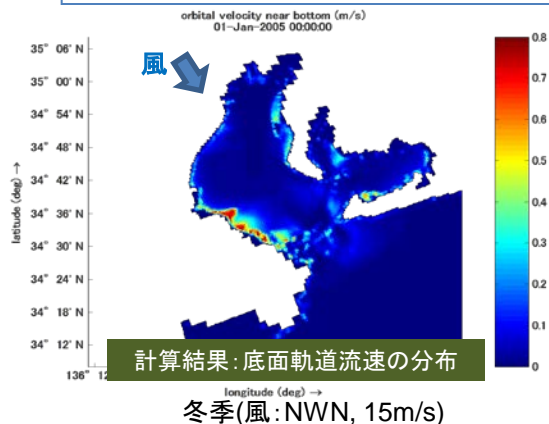 orbital velocity near bottom (m/s)
01-Jan-2005 00:00:00
風
35° 06' N
35° 00' N
34° 54' N
34° 48' N
34° 42' N
34° 36' N
34° 30' N
34° 24' N
34° 18' N
34° 12' N
latitude (deg) →
0.8
0.7
0.6
0.5
0.4
0.3
0.2
0.1
0
計算結果:底面軌道流速の分布
136° 12
longitude (deg) →
冬季(風:NWN, 15m/s)